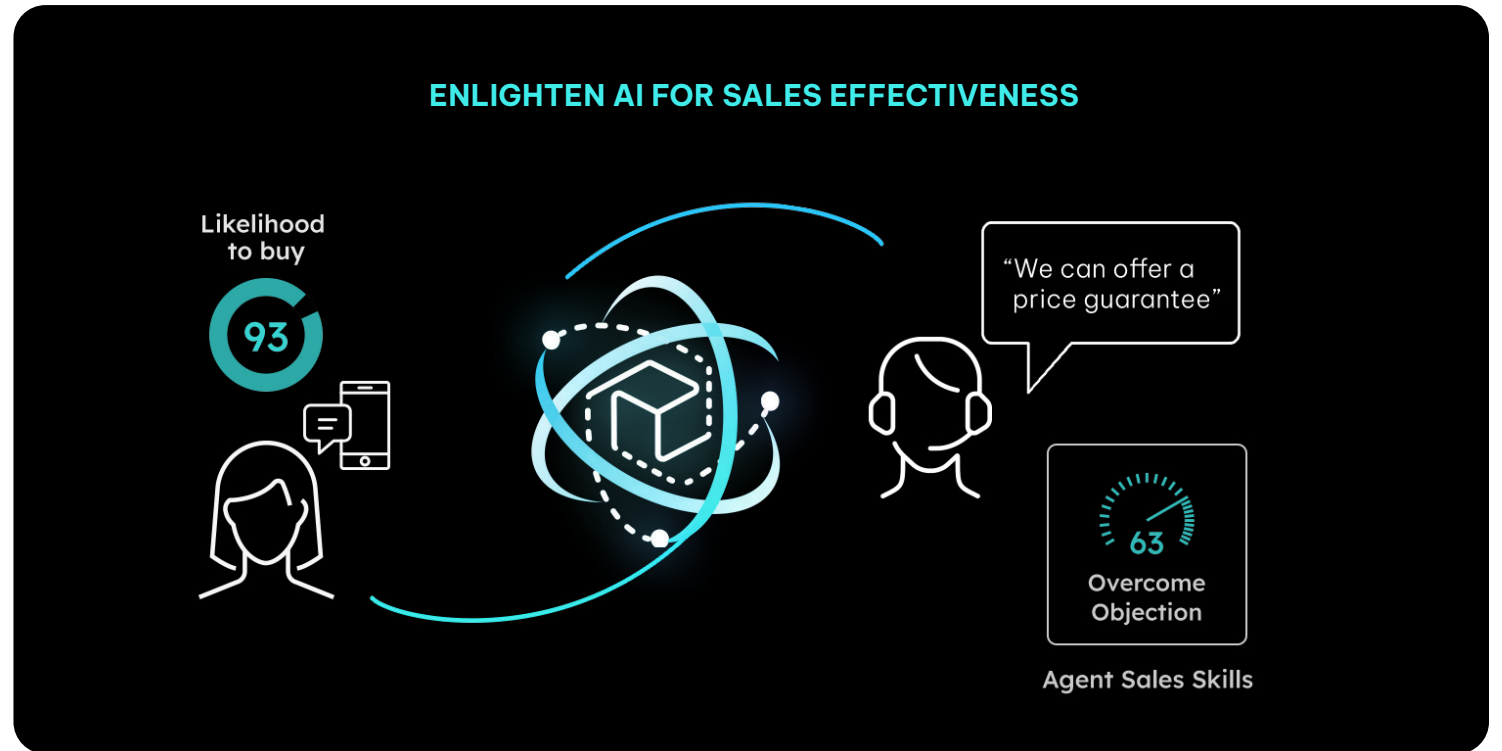 ENLIGHTEN AI FOR SALES EFFECTIVENESS
Likelihood
to buy
93
“We can offer a
price guarantee”
63
Overcome
Objection
Agent Sales Skills